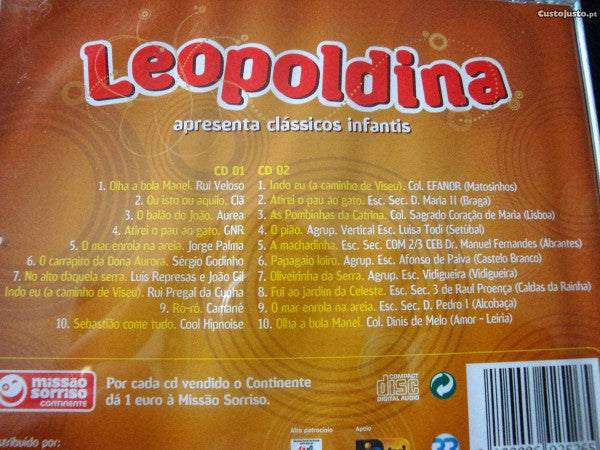 CustoJusto.pt
Leopoldina
apresenta clássicos infantis
CD 01
1. Olha a bola Manel. Rui Veloso
2. Ou isto ou aquilo. Clã
3. O balão do João. Aurea
4. Atirei o pau ao gato. GNR
5. O mar enrola na areia. Jorge Palma
6. O carrapito da Dona Aurora. Sérgio Godinho
7. No alto daquela serra. Luís Represas e João Gil
Indo eu (a caminho de Viseu). Rui Pregal da Cunha
9. Ró-ró. Camané
10. Sebastião come tudo. Cool Hipnoise
CD 02
1. Indo eu (a caminho de Viseu). Col. EFANOR (Matosinhos)
2. Atirei o pau ao gato. Esc. Sec. D. Maria II (Braga)
3. As Pombinhas da Catrina. Col. Sagrado Coração de Maria (Lisboa)
4. O pião. Agrup. Vertical Esc. Luísa Todi (Setúbal)
5. A machadinha. Esc. Sec. COM 2/3 CEB Dr. Manuel Fernandes (Abrantes)
6. Papagaio loiro. Agrup. Esc. Afonso de Paiva (Castelo Branco)
7. Oliveirinha da Serra. Agrup. Esc. Vidigueira (Vidigueira)
8. Fui ao jardim da Celeste. Esc. Sec. 3 de Raul Proença (Caldas da Rainha)
9. O mar enrola na areia. Esc. Sec. D. Pedro I (Alcobaça)
10. Olha a bola Manel. Col. Dinis de Melo (Amor - Leiria)
missão
sorriso
CONTINENTE
Por cada cd vendido o Continente
dá 1 euro à Missão Sorriso.
COMPACT
disc
DIGITAL AUDIO
stribuido por:
Alto patrocínio
Apoio